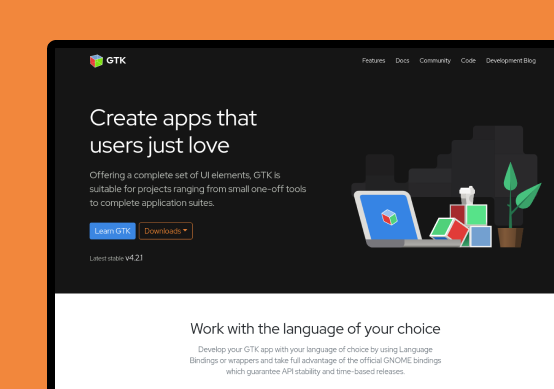 GTK
Features Docs Community Code Development Blog
Create apps that
users just love
Offering a complete set of UI elements, GTK is
suitable for projects ranging from small one-off tools
to complete application suites.
Learn GTK Downloads
Latest stable v4.2.1
Work with the language of your choice
Develop your GTK app with your language of choice by using Language
Bindings or wrappers and take full advantage of the official GNOME bindings
which guarantee API stability and time-based releases.